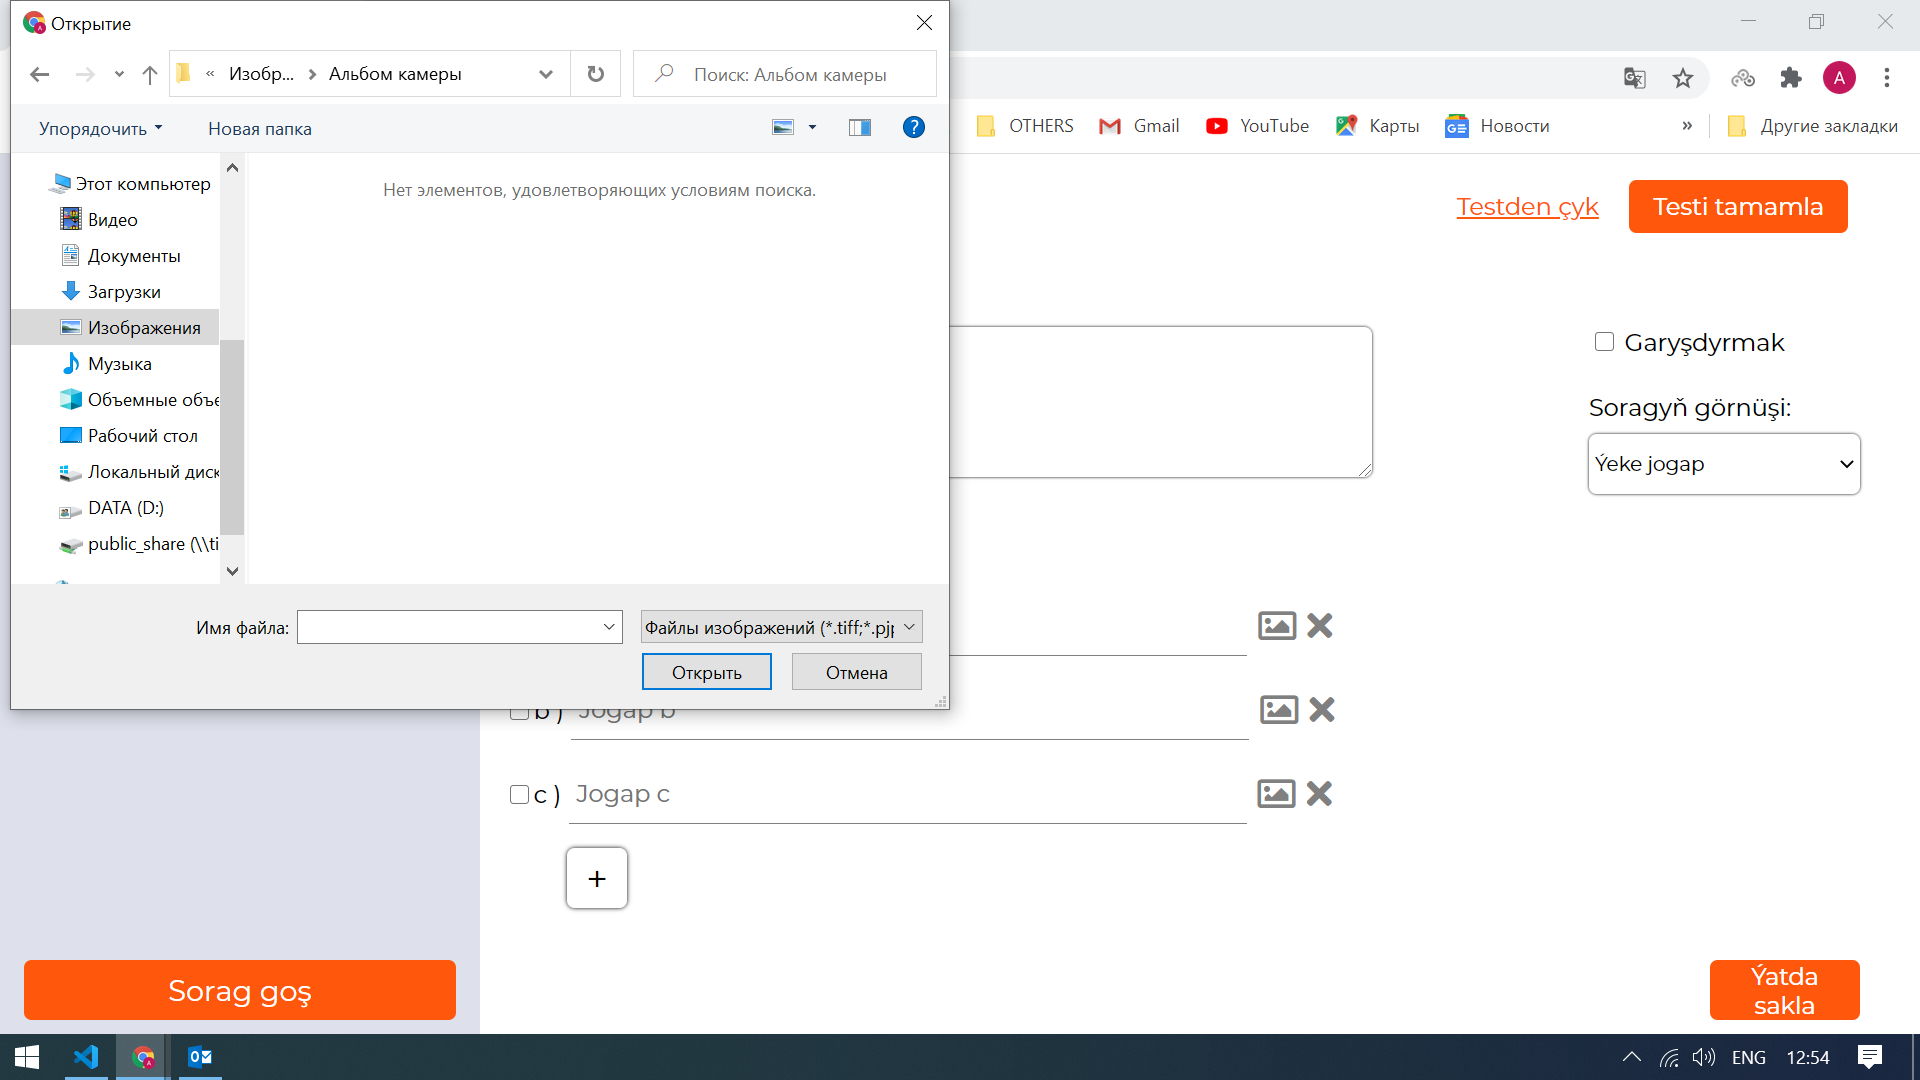 Открытие
« Изобр... › Альбом камеры
Поиск: Альбом камеры
Упорядочить
Новая папка
Этот компьютер
Видео
Документы
Загрузки
Изображения
Музыка
Объемные объе
Рабочий стол
Локальный диск
DATA (D:)
public_share (\\ti
Нет элементов, удовлетворяющих условиям поиска.
Имя файла:
Файлы изображений (*.tiff;*.pjp
Открыть
Отмена
A
OTHERS
Gmail
YouTube
Карты
Новости
»
Другие закладки
Testden çyk
Testi tamamla
Garyşdyrmak
Soragyň görnüşi:
Ýeke jogap
b ) Jogap b
c ) Jogap c
+
Sorag goş
Ýatda
sakla
ENG
12:54